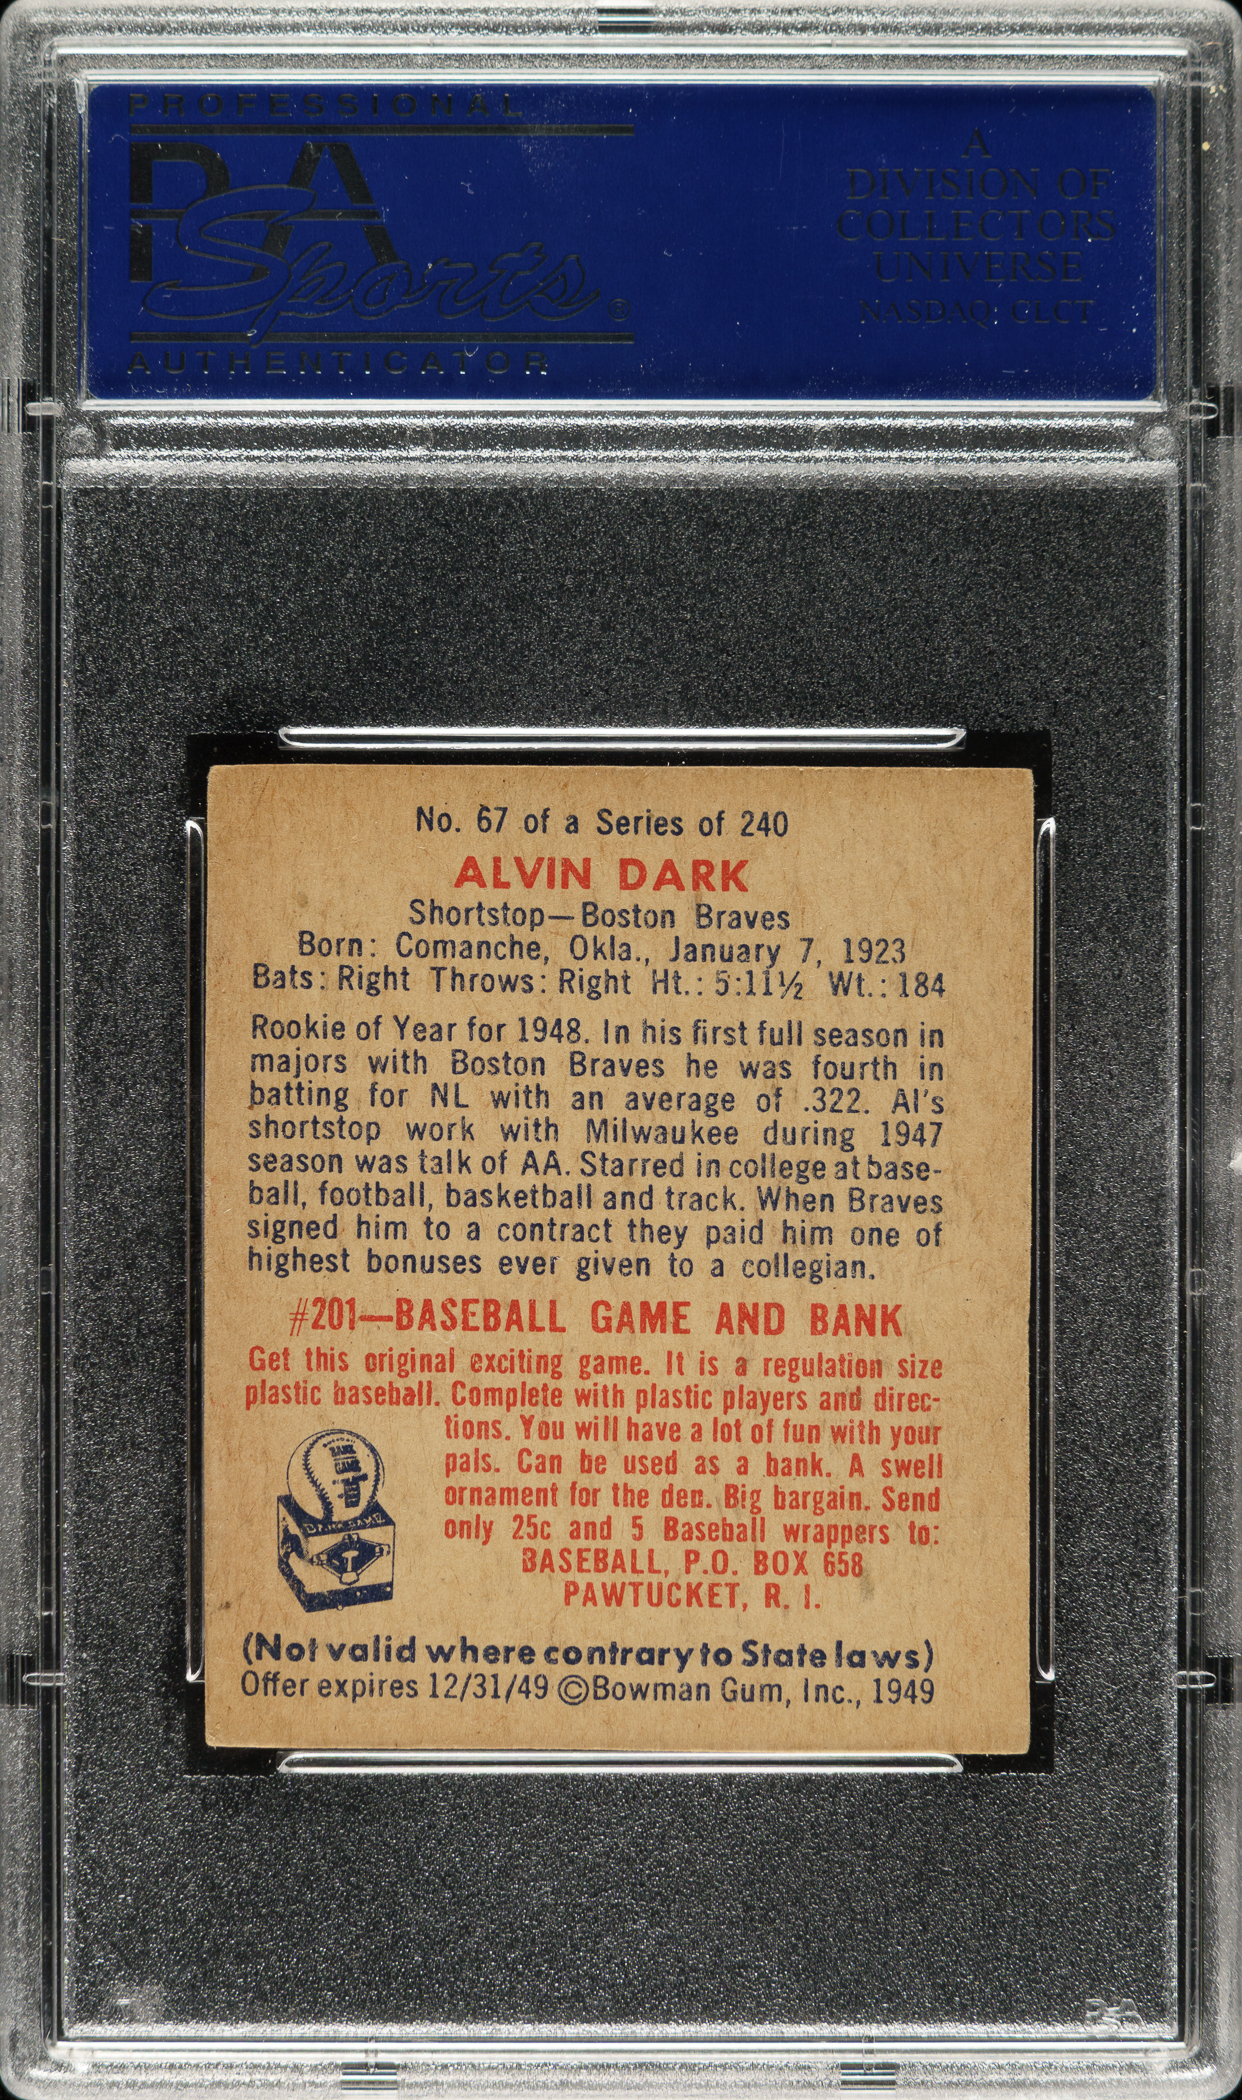 PROFESSIONAL
PSA
Sports®
AUTHENTICATOR
A
DIVISION OF
COLLECTORS
UNIVERSE
NASDAQ: CLCT
No. 67 of a Series of 240
ALVIN DARK
Shortstop—Boston Braves
Born: Comanche, Okla., January 7, 1923
Bats: Right Throws: Right Ht.: 5:11½ Wt.: 184
Rookie of Year for 1948. In his first full season in
majors with Boston Braves he was fourth in
batting for NL with an average of .322. Al's
shortstop work with Milwaukee during 1947
season was talk of AA. Starred in college at base-
ball, football, basketball and track. When Braves
signed him to a contract they paid him one of
highest bonuses ever given to a collegian.
#201—BASEBALL GAME AND BANK
Get this original exciting game. It is a regulation size
plastic baseball. Complete with plastic players and direc-
tions. You will have a lot of fun with your
pals. Can be used as a bank. A swell
ornament for the den. Big bargain. Send
only 25c and 5 Baseball wrappers to:
BASEBALL, P.O. BOX 658
PAWTUCKET, R. I.
(Not valid where contrary to State laws)
Offer expires 12/31/49 ©Bowman Gum, Inc., 1949
PSA